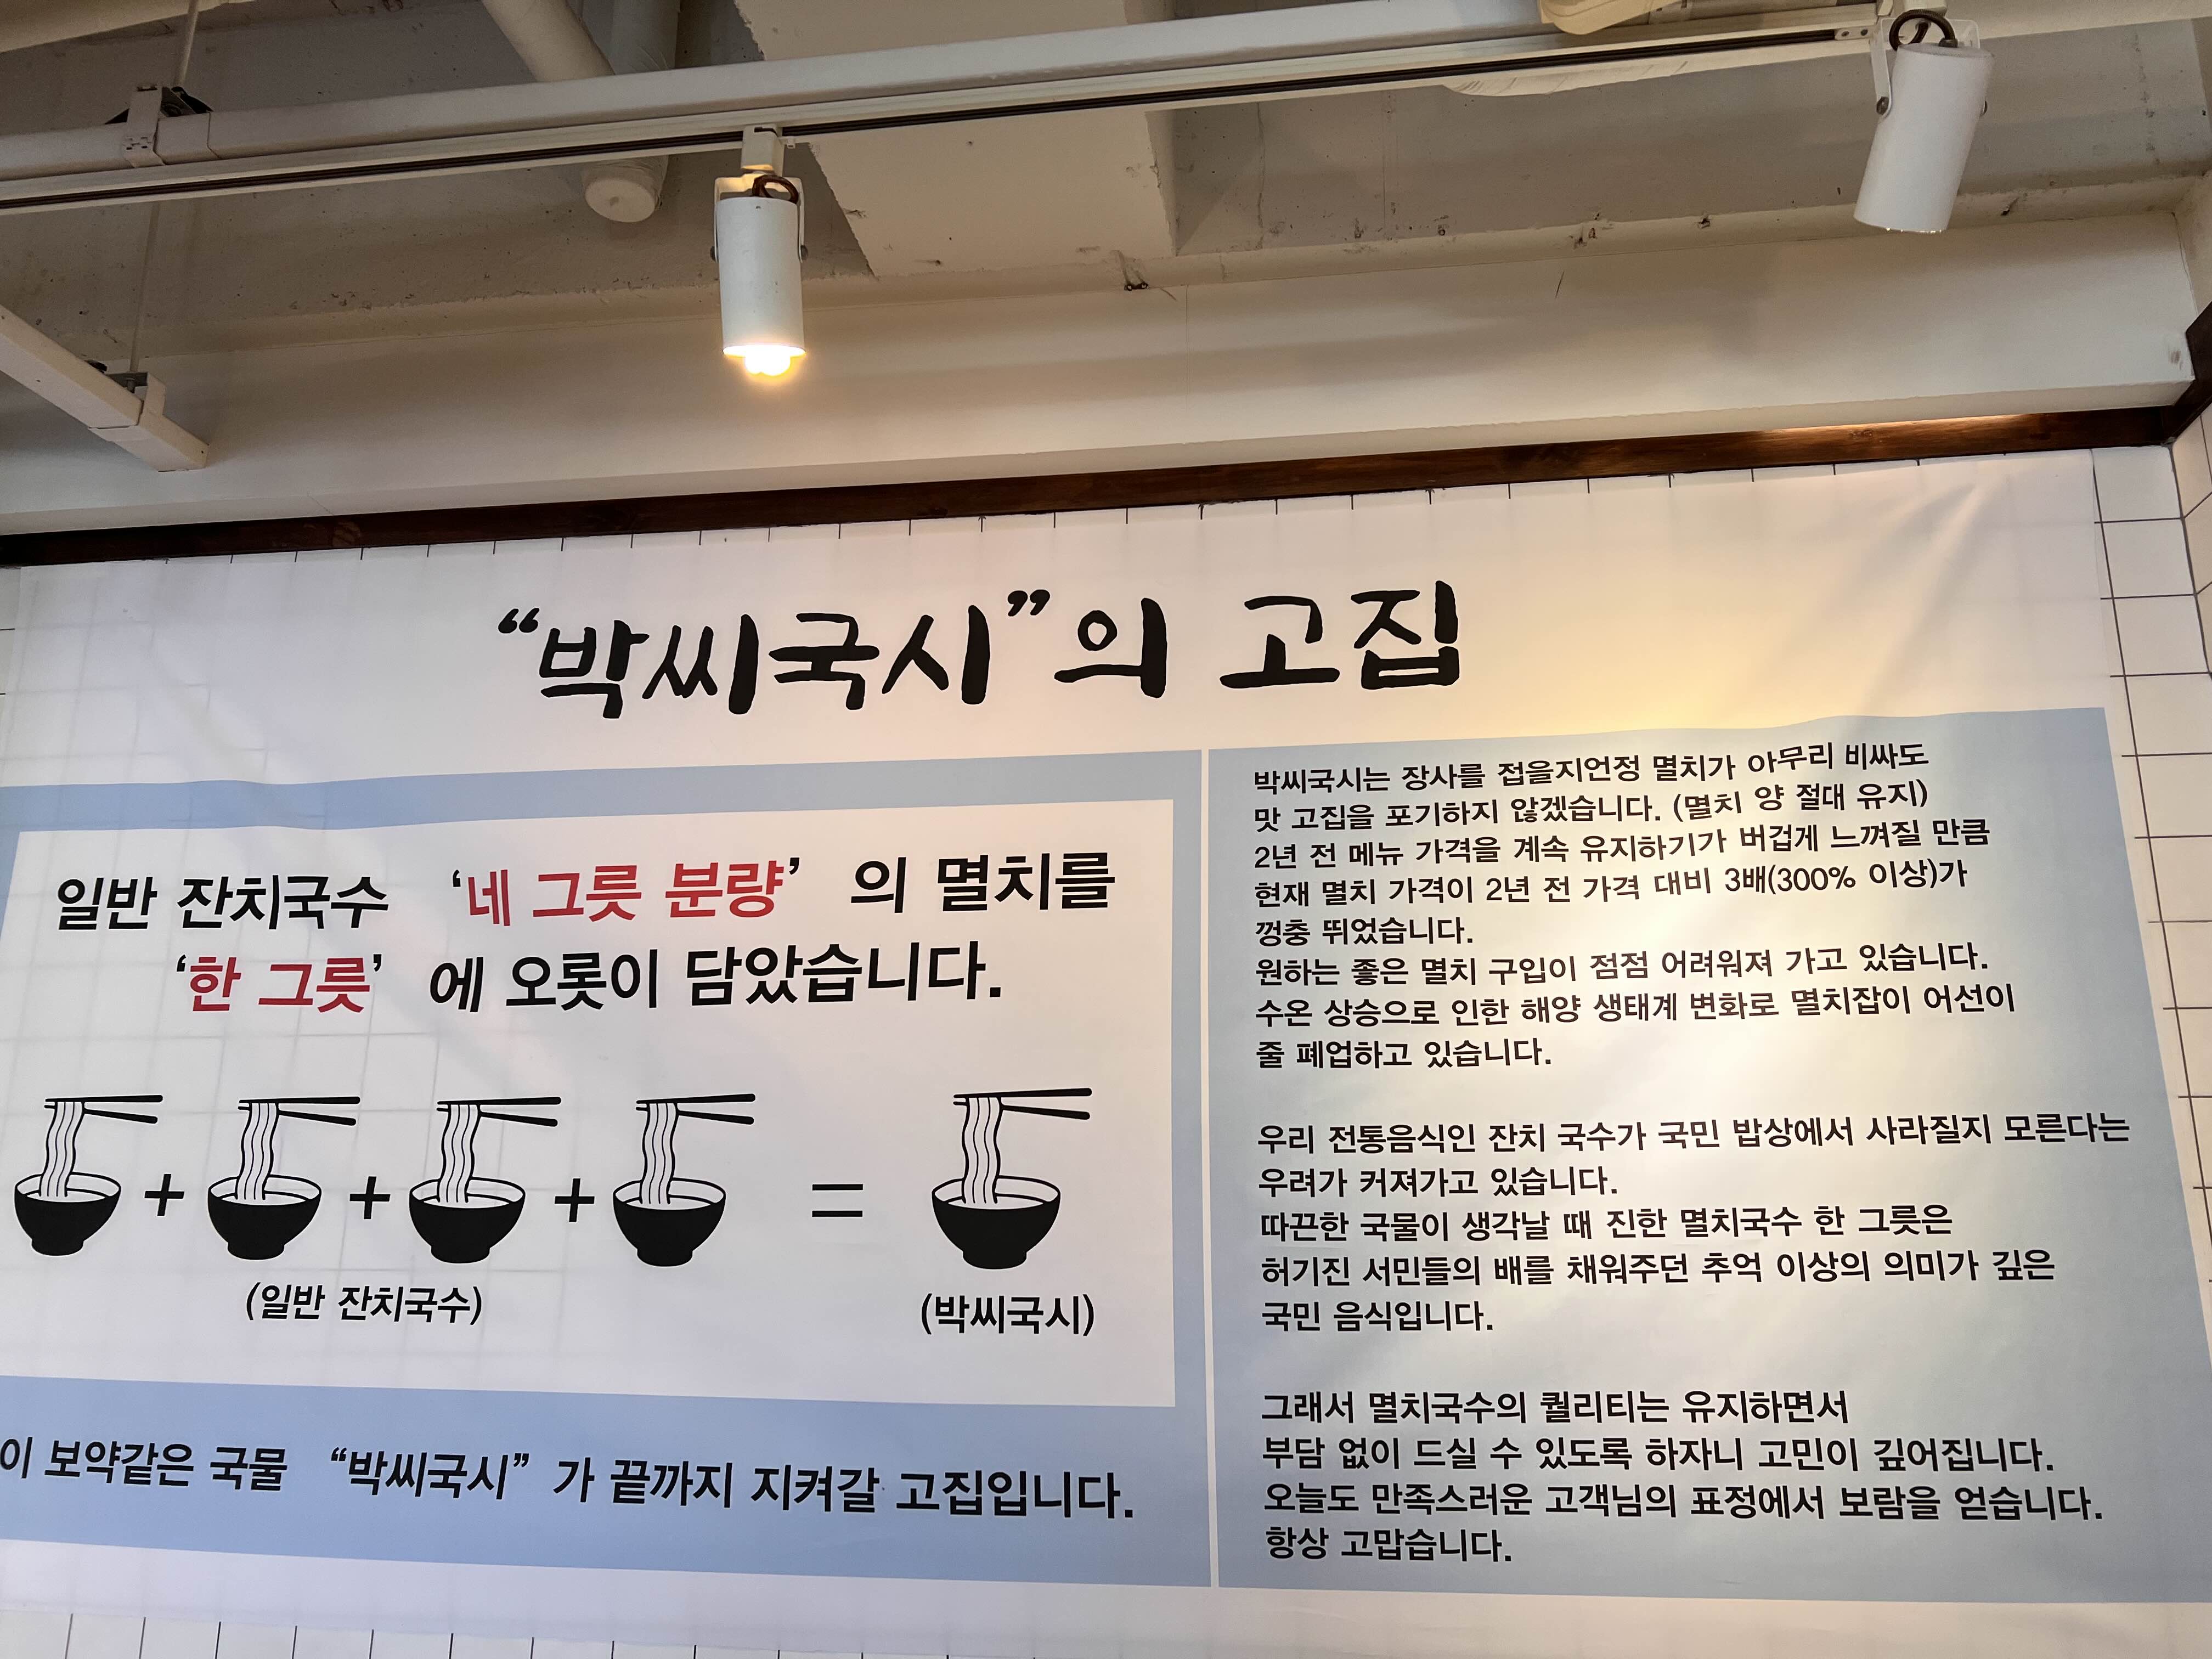 “박씨국시”의 고집
일반 잔치국수 ‘네 그릇 분량’ 의 멸치를
‘한 그릇’ 에 오롯이 담았습니다.
+ + + =
(일반 잔치국수) (박씨국시)
이 보약같은 국물 “박씨국시” 가 끝까지 지켜갈 고집입니다.
박씨국시는 장사를 접을지언정 멸치가 아무리 비싸도
맛 고집을 포기하지 않겠습니다. (멸치 양 절대 유지)
2년 전 메뉴 가격을 계속 유지하기가 버겁게 느껴질 만큼
현재 멸치 가격이 2년 전 가격 대비 3배(300% 이상)가
껑충 뛰었습니다.
원하는 좋은 멸치 구입이 점점 어려워져 가고 있습니다.
수온 상승으로 인한 해양 생태계 변화로 멸치잡이 어선이
줄 폐업하고 있습니다.
우리 전통음식인 잔치 국수가 국민 밥상에서 사라질지 모른다는
우려가 커져가고 있습니다.
따끈한 국물이 생각날 때 진한 멸치국수 한 그릇은
허기진 서민들의 배를 채워주던 추억 이상의 의미가 깊은
국민 음식입니다.
그래서 멸치국수의 퀄리티는 유지하면서
부담 없이 드실 수 있도록 하자니 고민이 깊어집니다.
오늘도 만족스러운 고객님의 표정에서 보람을 얻습니다.
항상 고맙습니다.